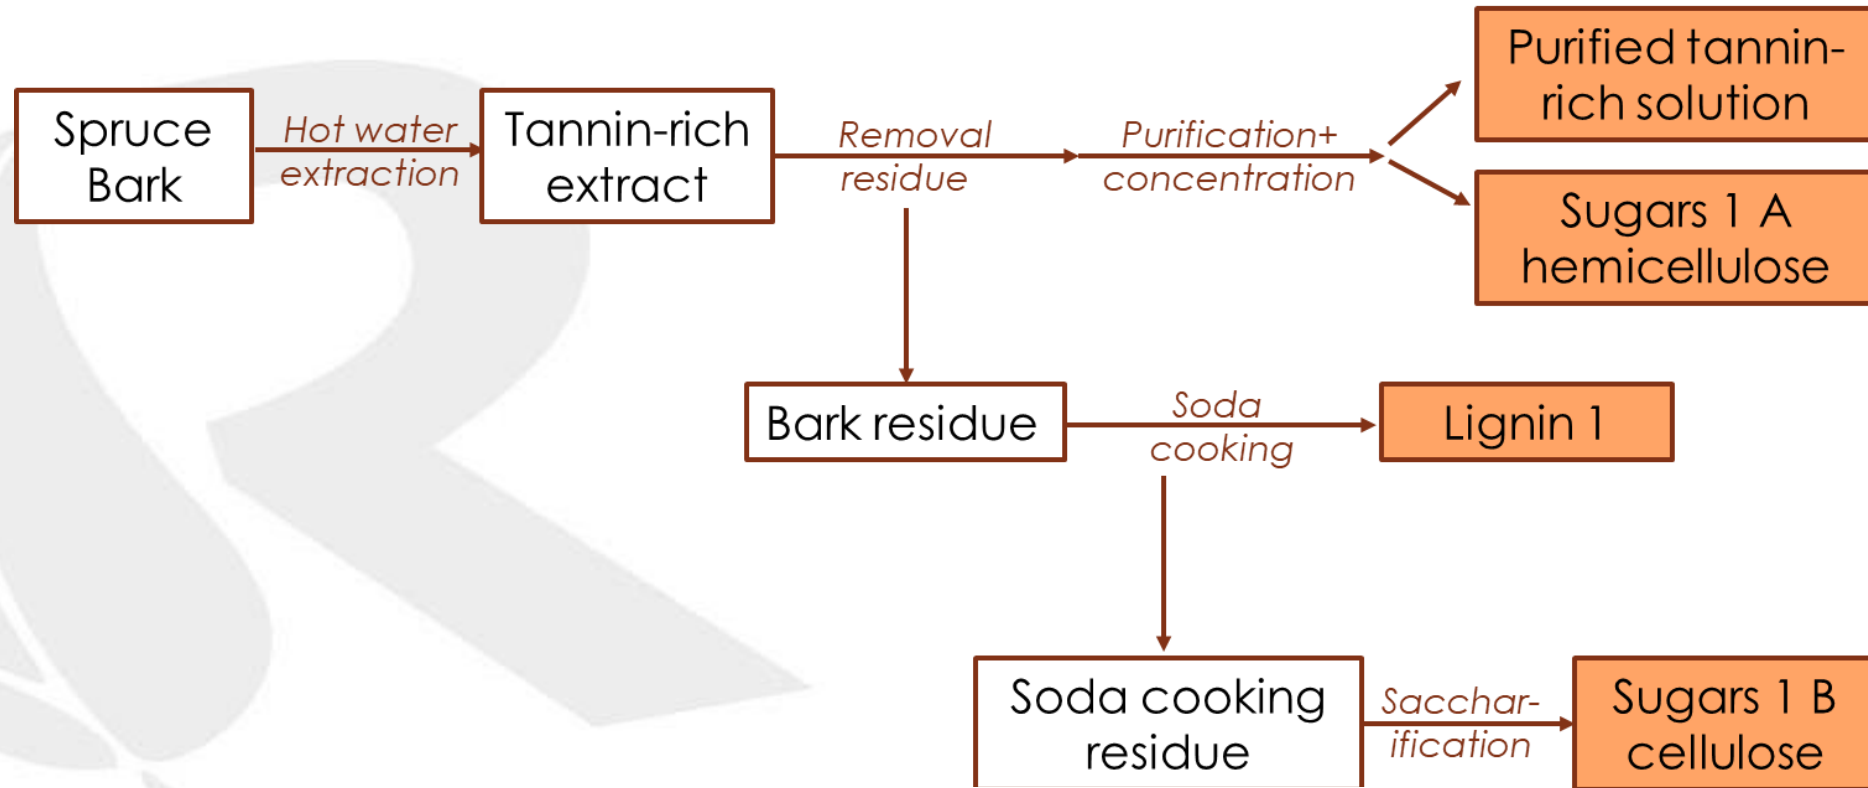 Spruce
Bark
Hot water
extraction
Tannin-rich
extract
Removal
residue
Purification+
concentration
Purified tannin-
rich solution
Sugars 1 A
hemicellulose
Bark residue
Soda
cooking
Lignin 1
Soda cooking
residue
Sacchar-
ification
Sugars 1 B
cellulose